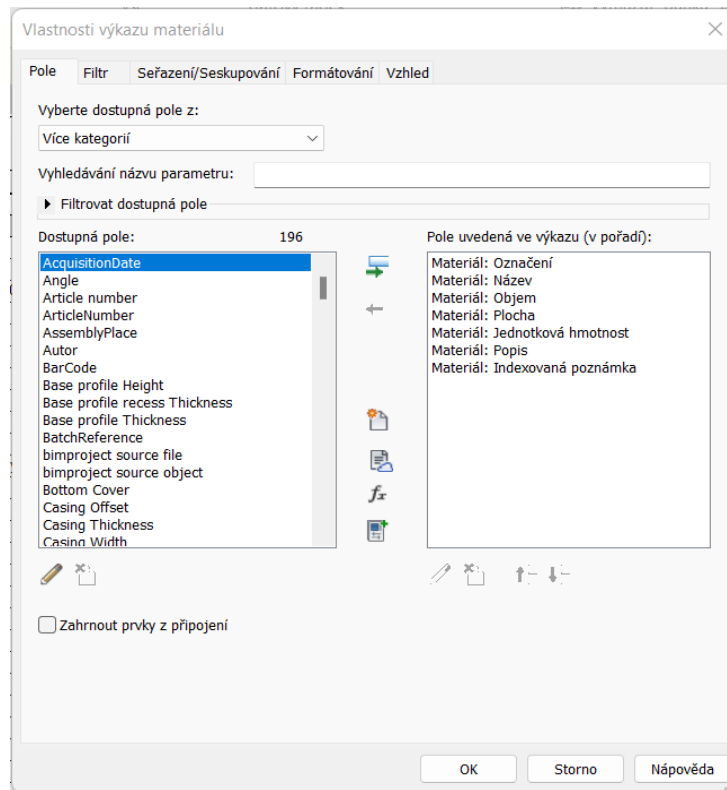 Vlastnosti výkazu materiálu
Pole Filtr Seřazení/Seskupování Formátování Vzhled
Vyberte dostupná pole z:
Více kategorií
Vyhledávání názvu parametru:
Filtrovat dostupná pole
Dostupná pole: 196
AcquisitionDate
Angle
Article number
ArticleNumber
AssemblyPlace
Autor
BarCode
Base profile Height
Base profile recess Thickness
Base profile Thickness
BatchReference
bimproject source file
bimproject source object
Bottom Cover
Casing Offset
Casing Thickness
Casing Width
Pole uvedená ve výkazu (v pořadí):
Materiál: Označení
Materiál: Název
Materiál: Objem
Materiál: Plocha
Materiál: Jednotková hmotnost
Materiál: Popis
Materiál: Indexovaná poznámka
fx
Zahrnout prvky z připojení
OK Storno Nápověda